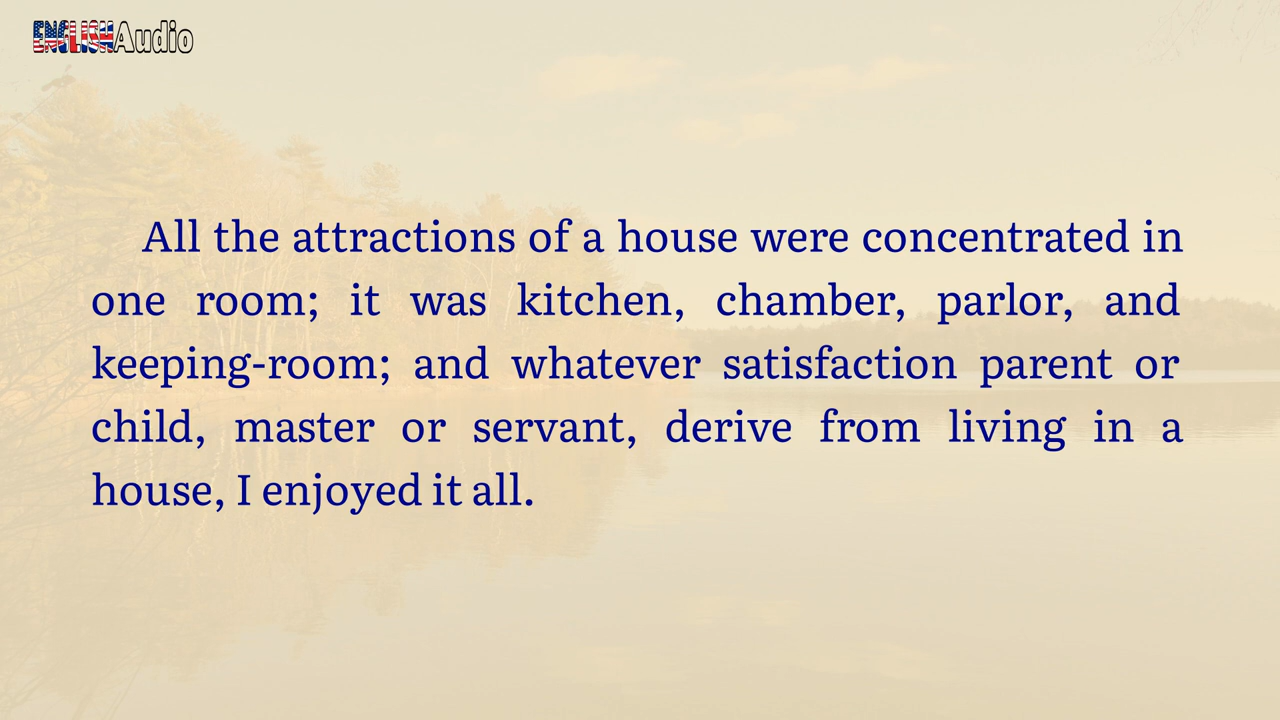 ENGLISHAudio
All the attractions of a house were concentrated in
one room; it was kitchen, chamber, parlor, and
keeping-room; and whatever satisfaction parent or
child, master or servant, derive from living in a
house, I enjoyed it all.